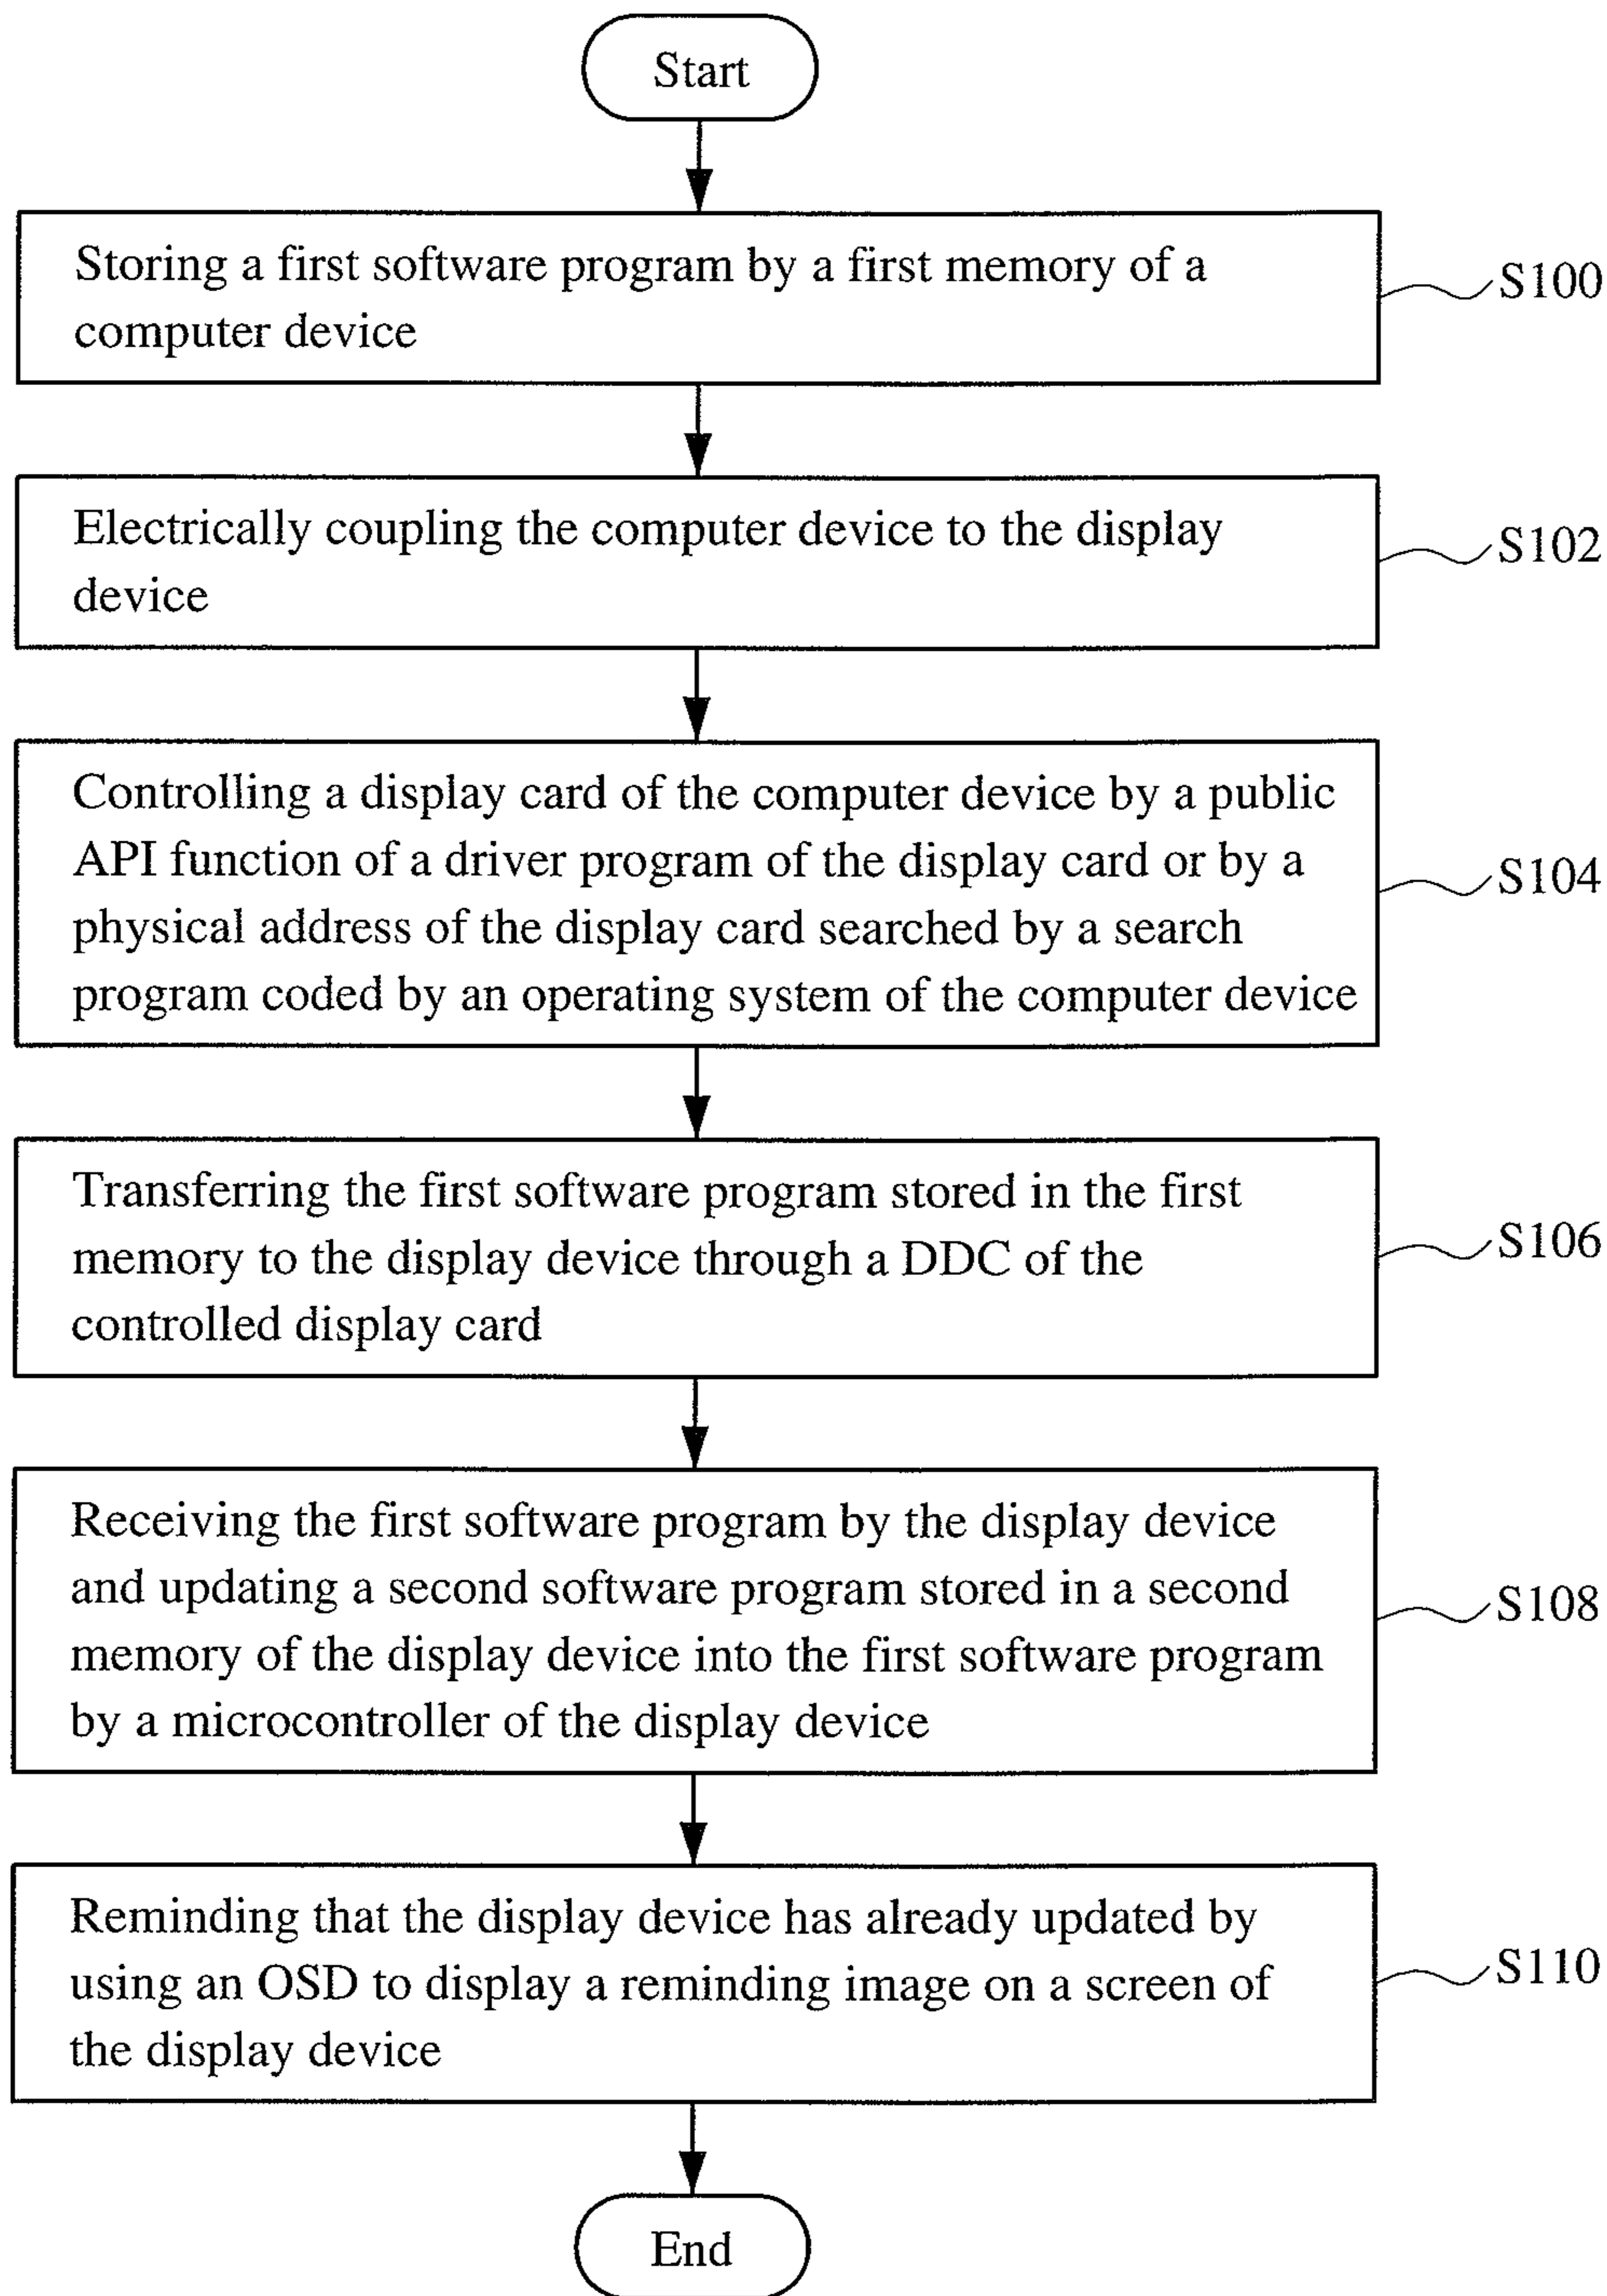 Start
Storing a first software program by a first memory of a
computer device
S100
Electrically coupling the computer device to the display
device
S102
Controlling a display card of the computer device by a public
API function of a driver program of the display card or by a
physical address of the display card searched by a search
program coded by an operating system of the computer device
S104
Transferring the first software program stored in the first
memory to the display device through a DDC of the
controlled display card
S106
Receiving the first software program by the display device
and updating a second software program stored in a second
memory of the display device into the first software program
by a microcontroller of the display device
S108
Reminding that the display device has already updated by
using an OSD to display a reminding image on a screen of
the display device
S110
End